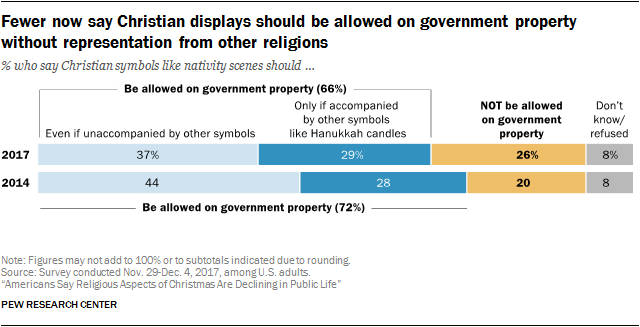 Fewer now say Christian displays should be allowed on government property
without representation from other religions
% who say Christian symbols like nativity scenes should ...
Be allowed on government property (66%)
Even if unaccompanied by other symbols
Only if accompanied
by other symbols
like Hanukkah candles
NOT be allowed
on government
property
Don't
know/
refused
2017 37% 29% 26% 8%
2014 44 28 20 8
Be allowed on government property (72%)
Note: Figures may not add to 100% or to subtotals indicated due to rounding.
Source: Survey conducted Nov. 29-Dec. 4, 2017, among U.S. adults.
“Americans Say Religious Aspects of Christmas Are Declining in Public Life”
PEW RESEARCH CENTER